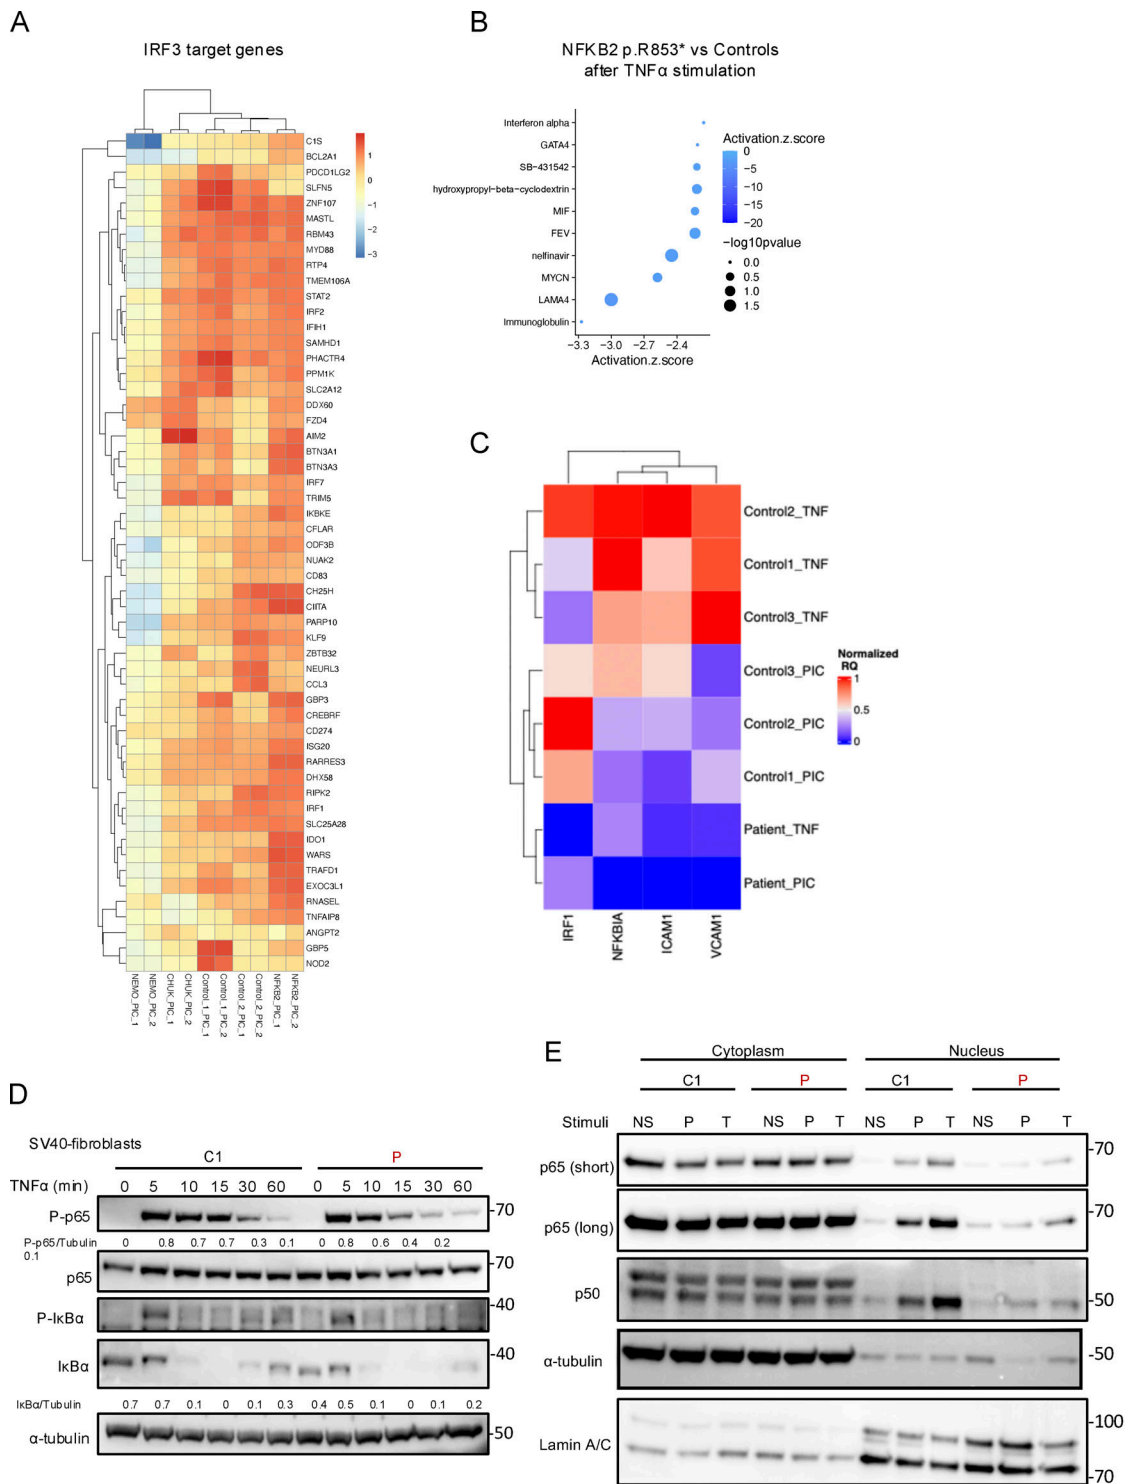 A
IRF3 target genes
C1S
BCL2A1
PDCD1LG2
SLFN5
ZNF107
MASTL
RBM43
MYD88
RTP4
TMEM106A
STAT2
IRF2
IFIH1
SAMHD1
PHACTR4
PPM1K
SLC2A12
DDX60
FZD4
AIM2
BTN3A1
BTN3A3
IRF7
TRIM5
IKBKE
CFLAR
ODF3B
NUAK2
CD83
CH25H
CIITA
PARP10
KLF9
ZBTB32
NEURL3
CCL3
GBP3
CREBRF
CD274
ISG20
RARRES3
DHX58
RIPK2
IRF1
SLC25A28
IDO1
WARS
TRAFD1
EXOC3L1
RNASEL
TNFAIP8
ANGPT2
GBP5
NOD2
1
0
−1
−2
−3
NEMO_PIC_1
NEMO_PIC_2
CHUK_PIC_1
CHUK_PIC_2
Control_1_PIC_1
Control_1_PIC_2
Control_2_PIC_1
Control_2_PIC_2
NFKB2_PIC_1
NFKB2_PIC_2
B
NFKB2 p.R853* vs Controls
after TNFα stimulation
Interferon alpha
GATA4
SB−431542
hydroxypropyl−beta−cyclodextrin
MIF
FEV
nelfinavir
MYCN
LAMA4
Immunoglobulin
−3.3 −3.0 −2.7 −2.4
Activation.z.score
Activation.z.score
0
−5
−10
−15
−20
−log10pvalue
0.0
0.5
1.0
1.5
C
Control2_TNF
Control1_TNF
Control3_TNF
Control3_PIC
Control2_PIC
Control1_PIC
Patient_TNF
Patient_PIC
IRF1
NFKBIA
ICAM1
VCAM1
Normalized
RQ
1
0.5
0
D
SV40-fibroblasts
C1 P
TNFα (min) 0 5 10 15 30 60 0 5 10 15 30 60
P-p65 -70
P-p65/Tubulin 0 0.8 0.7 0.7 0.3 0.1 0 0.8 0.6 0.4 0.2
0.1
p65 -70
P-IκBα -40
IκBα -40
IκBα/Tubulin 0.7 0.7 0.1 0 0.1 0.3 0.4 0.5 0.1 0 0.1 0.2
α-tubulin -50
E
Cytoplasm Nucleus
C1 P C1 P
Stimuli NS P T NS P T NS P T NS P T
p65 (short) -70
p65 (long) -70
p50 -50
α-tubulin -50
Lamin A/C -100
-70